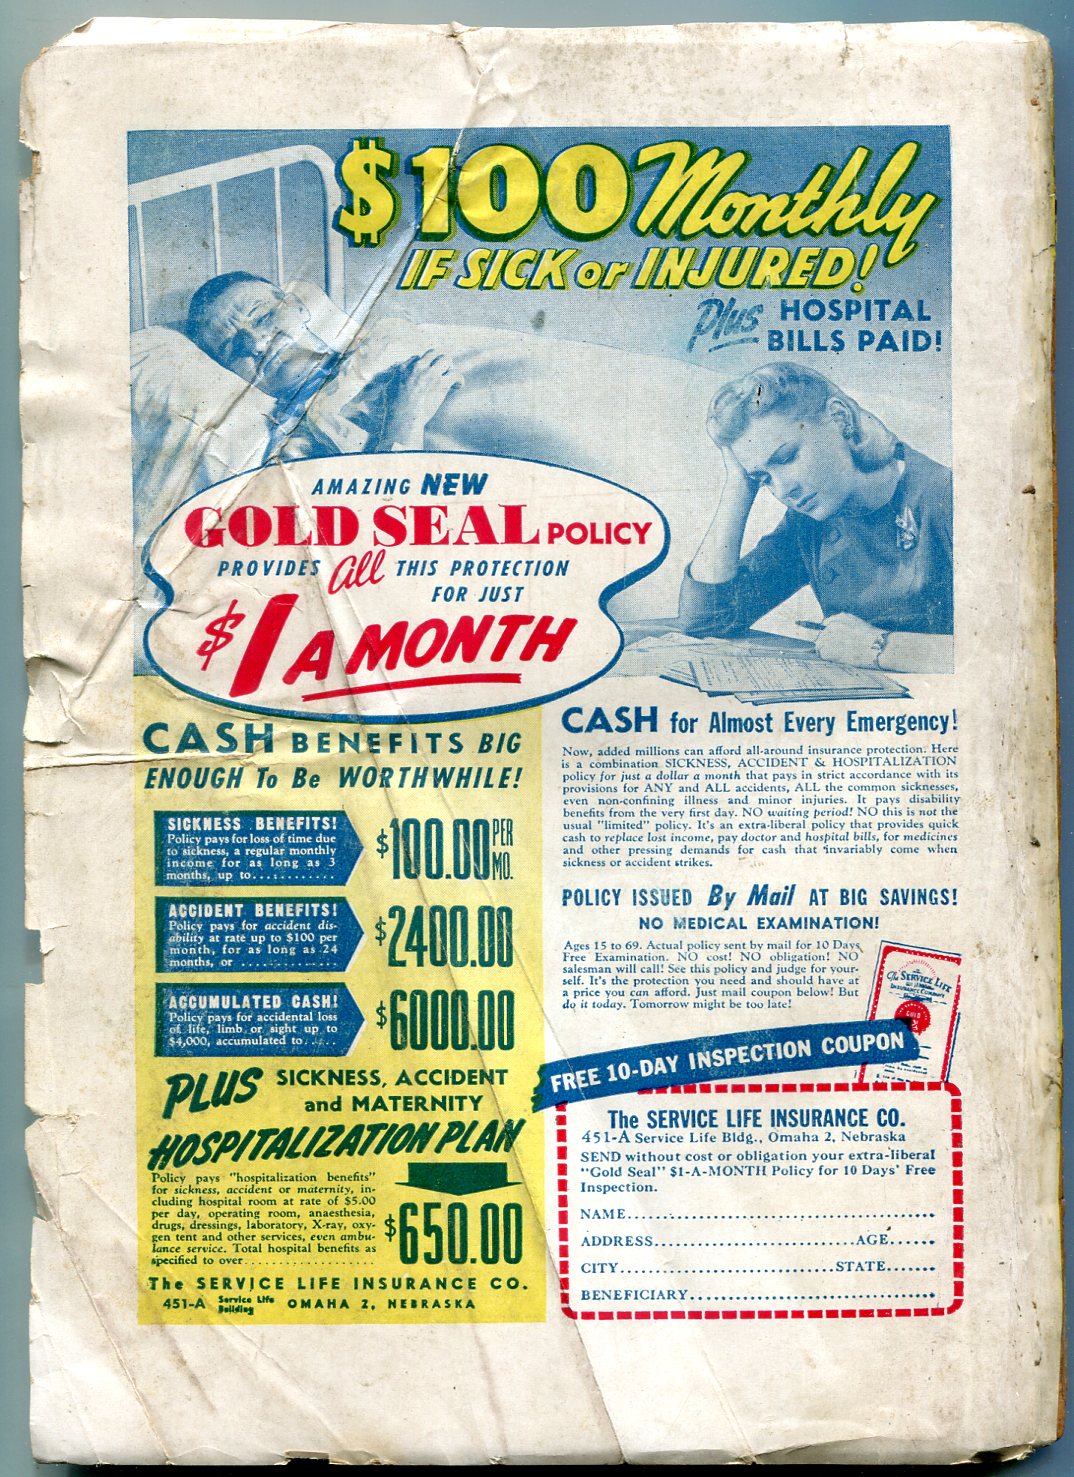 $100 Monthly
IF SICK or INJURED!
Plus HOSPITAL
BILLS PAID!
AMAZING NEW
GOLD SEAL POLICY
PROVIDES All THIS PROTECTION
FOR JUST
$1 A MONTH
CASH BENEFITS BIG
ENOUGH To Be WORTHWHILE!
SICKNESS BENEFITS!
Policy pays for loss of time due
to sickness, a regular monthly
income for as long as 3
months, up to............
$100.00 PER MO.
ACCIDENT BENEFITS!
Policy pays for accident dis-
ability at rate up to $100 per
month, for as long as 24
months, or ..............
$2400.00
ACCUMULATED CASH!
Policy pays for accidental loss
of life, limb or sight up to
$4,000, accumulated to.....
$6000.00
PLUS SICKNESS, ACCIDENT
and MATERNITY
HOSPITALIZATION PLAN
Policy pays "hospitalization benefits"
for sickness, accident or maternity, in-
cluding hospital room at rate of $5.00
per day, operating room, anaesthesia,
drugs, dressings, laboratory, X-ray, oxy-
gen tent and other services, even ambu-
lance service. Total hospital benefits as
specified to over....................
$650.00
The SERVICE LIFE INSURANCE CO.
451-A Service Life Building OMAHA 2, NEBRASKA
CASH for Almost Every Emergency!
Now, added millions can afford all-around insurance protection. Here
is a combination SICKNESS, ACCIDENT & HOSPITALIZATION
policy for just a dollar a month that pays in strict accordance with its
provisions for ANY and ALL accidents, ALL the common sicknesses,
even non-confining illness and minor injuries. It pays disability
benefits from the very first day. NO waiting period! NO this is not the
usual "limited" policy. It's an extra-liberal policy that provides quick
cash to replace lost income, pay doctor and hospital bills, for medicines
and other pressing demands for cash that invariably come when
sickness or accident strikes.
POLICY ISSUED By Mail AT BIG SAVINGS!
NO MEDICAL EXAMINATION!
Ages 15 to 69. Actual policy sent by mail for 10 Days
Free Examination. NO cost! NO obligation! NO
salesman will call! See this policy and judge for your-
self. It's the protection you need and should have at
a price you can afford. Just mail coupon below! But
do it today. Tomorrow might be too late!
The SERVICE LIFE
INSURANCE COMPANY
GOLD
FREE 10-DAY INSPECTION COUPON
The SERVICE LIFE INSURANCE CO.
451-A Service Life Bldg., Omaha 2, Nebraska
SEND without cost or obligation your extra-liberal
"Gold Seal" $1-A-MONTH Policy for 10 Days' Free
Inspection.
NAME........................................
ADDRESS..........................AGE......
CITY............................STATE.......
BENEFICIARY................................